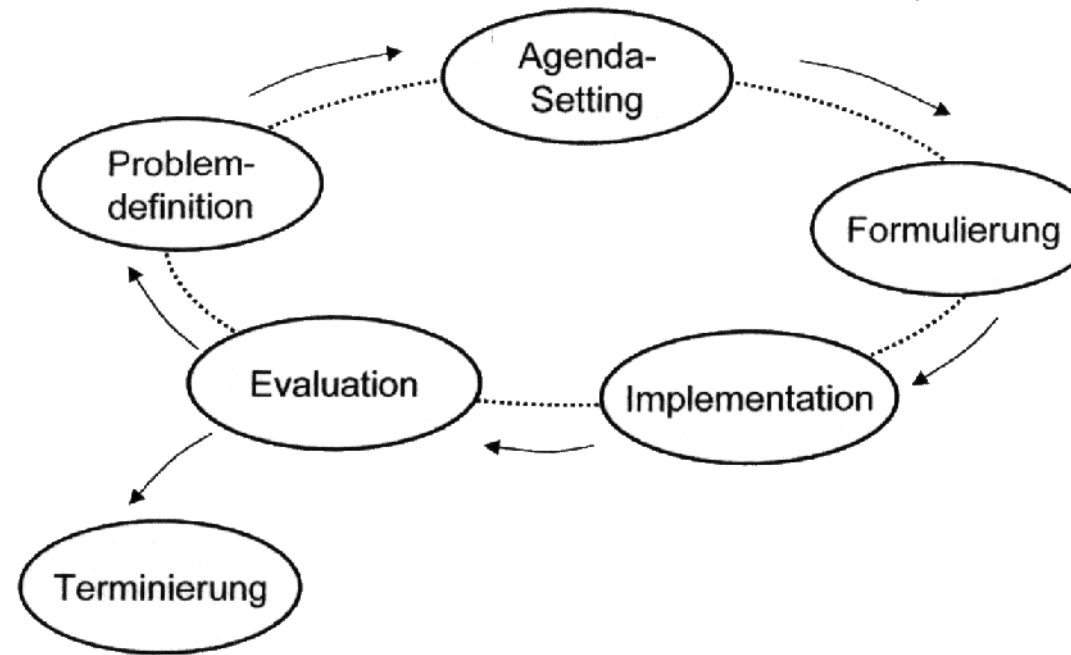 Agenda-
Setting
Problem-
definition
Formulierung
Evaluation
Implementation
Terminierung